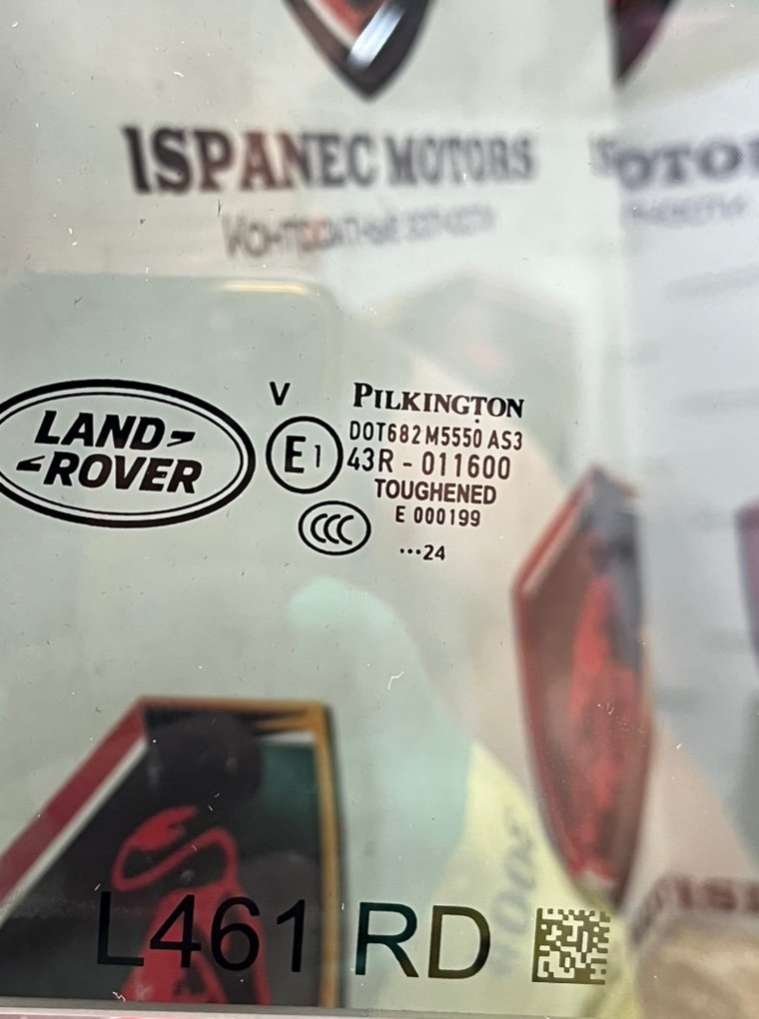 ISPANEC MOTORS
LAND
ROVER
V
E1
CCC
PILKINGTON
DOT682 M5550 AS3
43R - 011600
TOUGHENED
E 000199
•••24
L461 RD